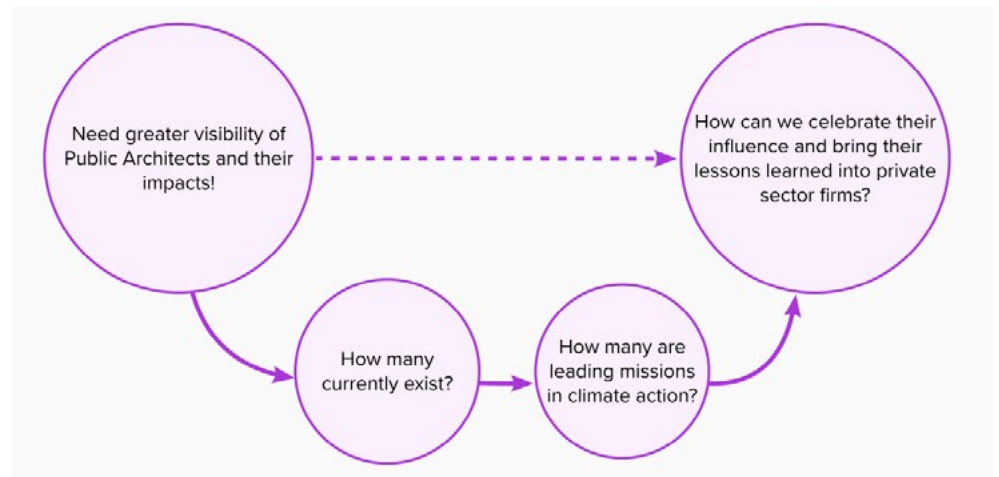 Need greater visibility of
Public Architects and their
impacts!
How can we celebrate their
influence and bring their
lessons learned into private
sector firms?
How many
currently exist?
How many are
leading missions
in climate action?